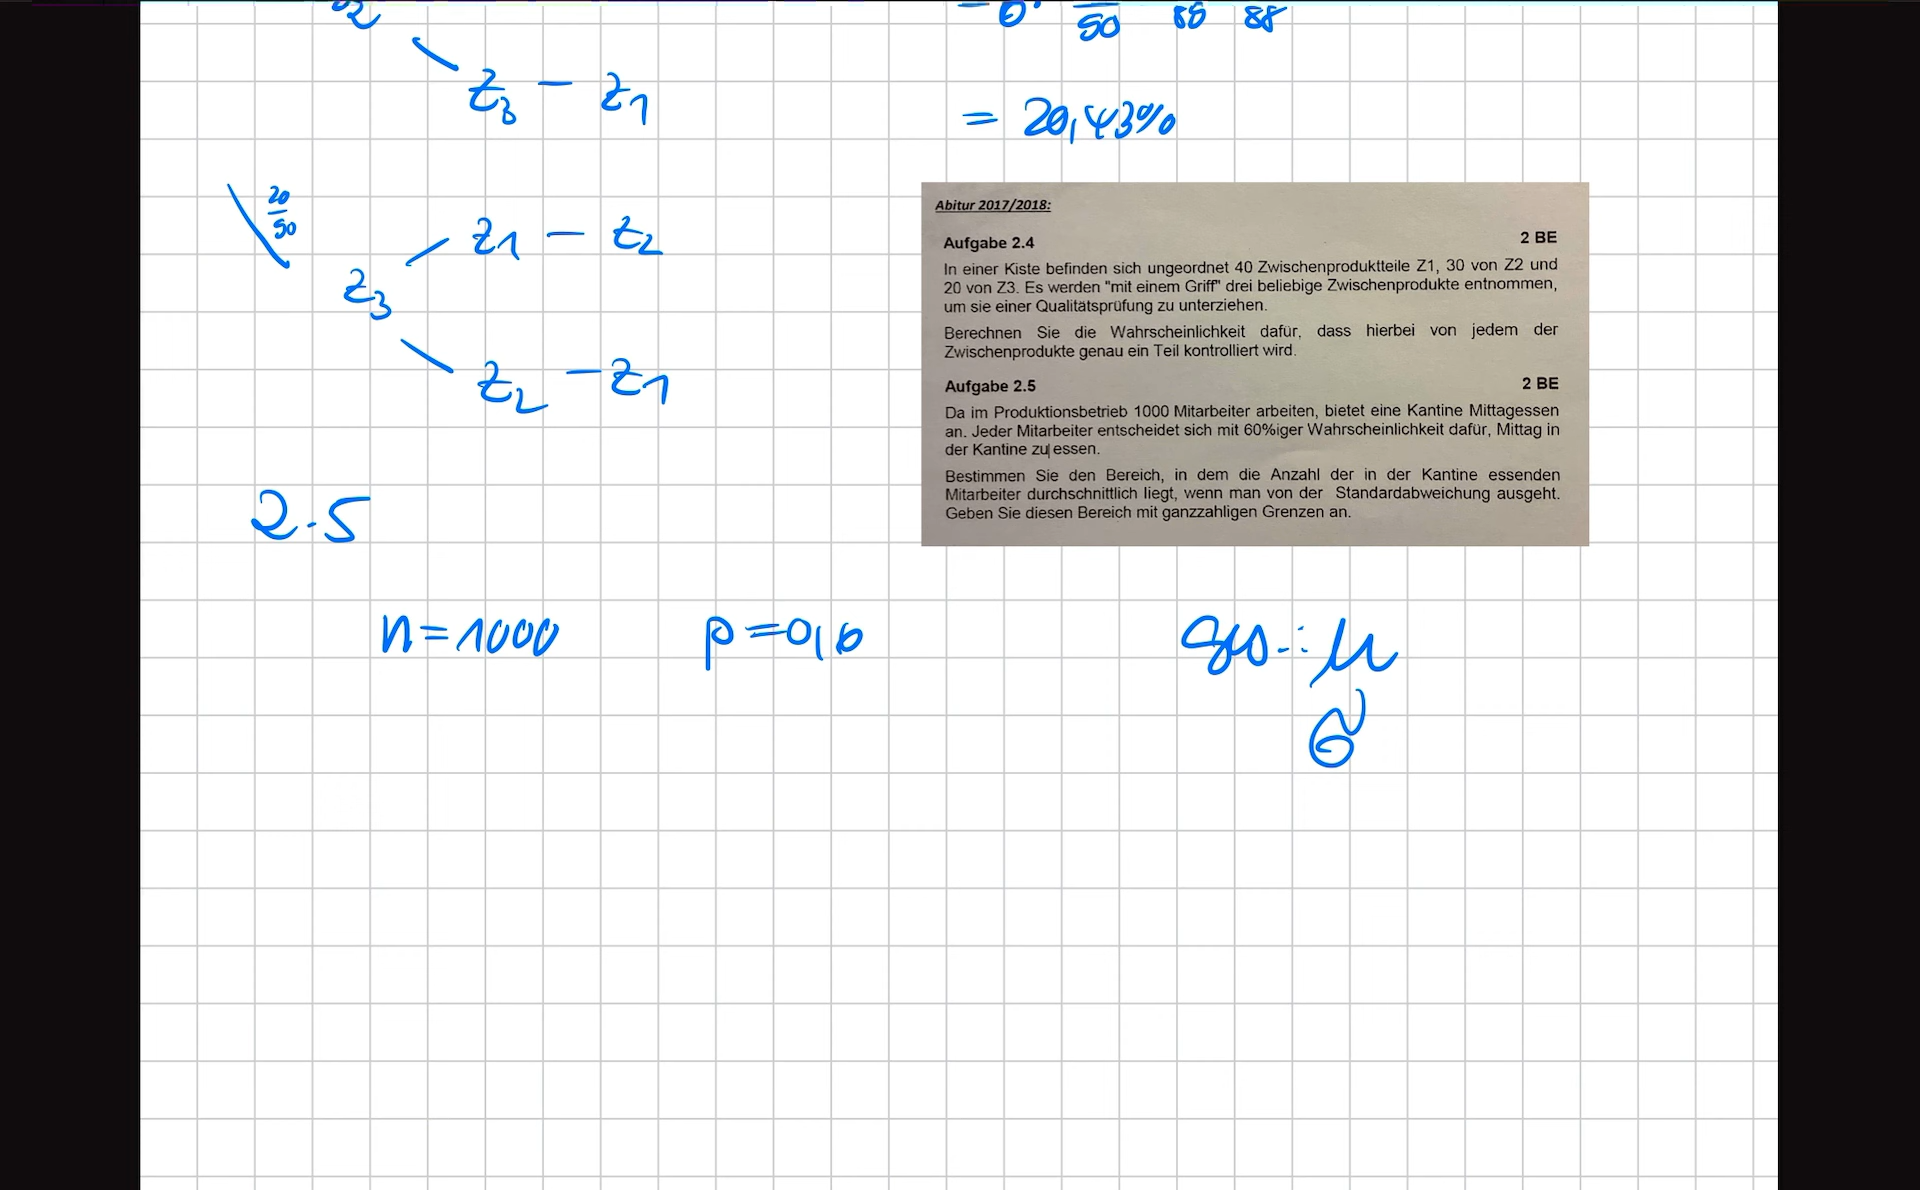 Z3 – Z1
= 20,43%
20
50
Z3
Z1 – Z2
Z2 – Z1
Abitur 2017/2018:
Aufgabe 2.4 2 BE
In einer Kiste befinden sich ungeordnet 40 Zwischenproduktteile Z1, 30 von Z2 und
20 von Z3. Es werden "mit einem Griff" drei beliebige Zwischenprodukte entnommen,
um sie einer Qualitätsprüfung zu unterziehen.
Berechnen Sie die Wahrscheinlichkeit dafür, dass hierbei von jedem der
Zwischenprodukte genau ein Teil kontrolliert wird.
Aufgabe 2.5 2 BE
Da im Produktionsbetrieb 1000 Mitarbeiter arbeiten, bietet eine Kantine Mittagessen
an. Jeder Mitarbeiter entscheidet sich mit 60%iger Wahrscheinlichkeit dafür, Mittag in
der Kantine zu essen.
Bestimmen Sie den Bereich, in dem die Anzahl der in der Kantine essenden
Mitarbeiter durchschnittlich liegt, wenn man von der Standardabweichung ausgeht.
Geben Sie diesen Bereich mit ganzzahligen Grenzen an.
2.5
n=1000 p=0,6 ges.: μ
σ